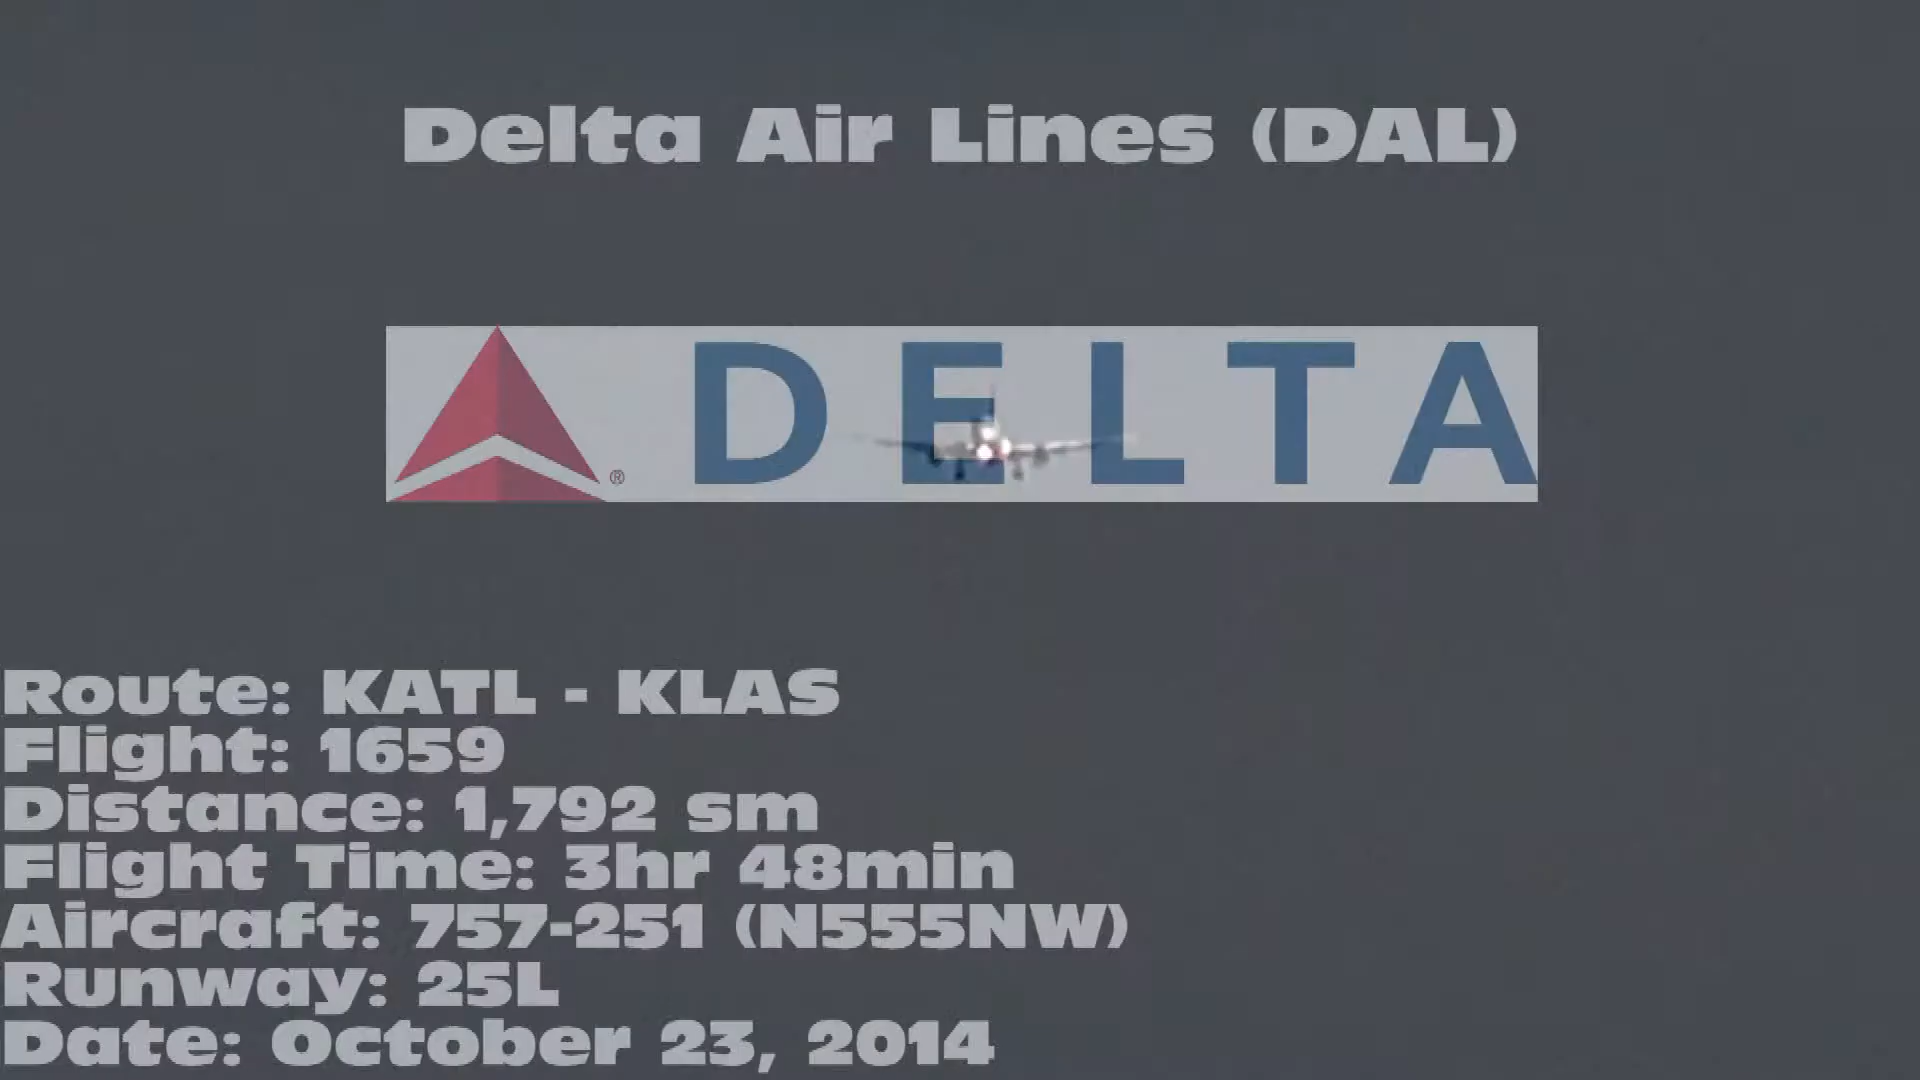 Delta Air Lines (DAL)
® DELTA
Route: KATL - KLAS
Flight: 1659
Distance: 1,792 sm
Flight Time: 3hr 48min
Aircraft: 757-251 (N555NW)
Runway: 25L
Date: October 23, 2014